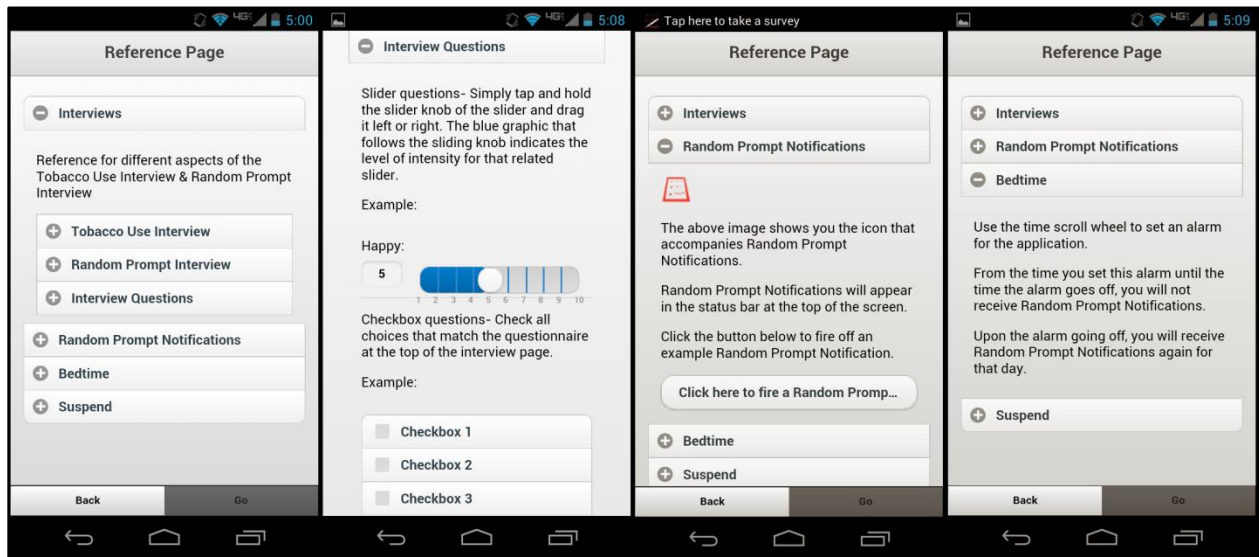 4G 5:00
Reference Page
Interviews
Reference for different aspects of the
Tobacco Use Interview & Random Prompt
Interview
Tobacco Use Interview
Random Prompt Interview
Interview Questions
Random Prompt Notifications
Bedtime
Suspend
Back
Go
4G 5:08
Interview Questions
Slider questions- Simply tap and hold
the slider knob of the slider and drag
it left or right. The blue graphic that
follows the sliding knob indicates the
level of intensity for that related
slider.
Example:
Happy:
5
1 2 3 4 5 6 7 8 9 10
Checkbox questions- Check all
choices that match the questionnaire
at the top of the interview page.
Example:
Checkbox 1
Checkbox 2
Checkbox 3
Tap here to take a survey
Reference Page
Interviews
Random Prompt Notifications
The above image shows you the icon that
accompanies Random Prompt
Notifications.
Random Prompt Notifications will appear
in the status bar at the top of the screen.
Click the button below to fire off an
example Random Prompt Notification.
Click here to fire a Random Promp...
Bedtime
Suspend
Back
Go
4G 5:09
Reference Page
Interviews
Random Prompt Notifications
Bedtime
Use the time scroll wheel to set an alarm
for the application.
From the time you set this alarm until the
time the alarm goes off, you will not
receive Random Prompt Notifications.
Upon the alarm going off, you will receive
Random Prompt Notifications again for
that day.
Suspend
Back
Go